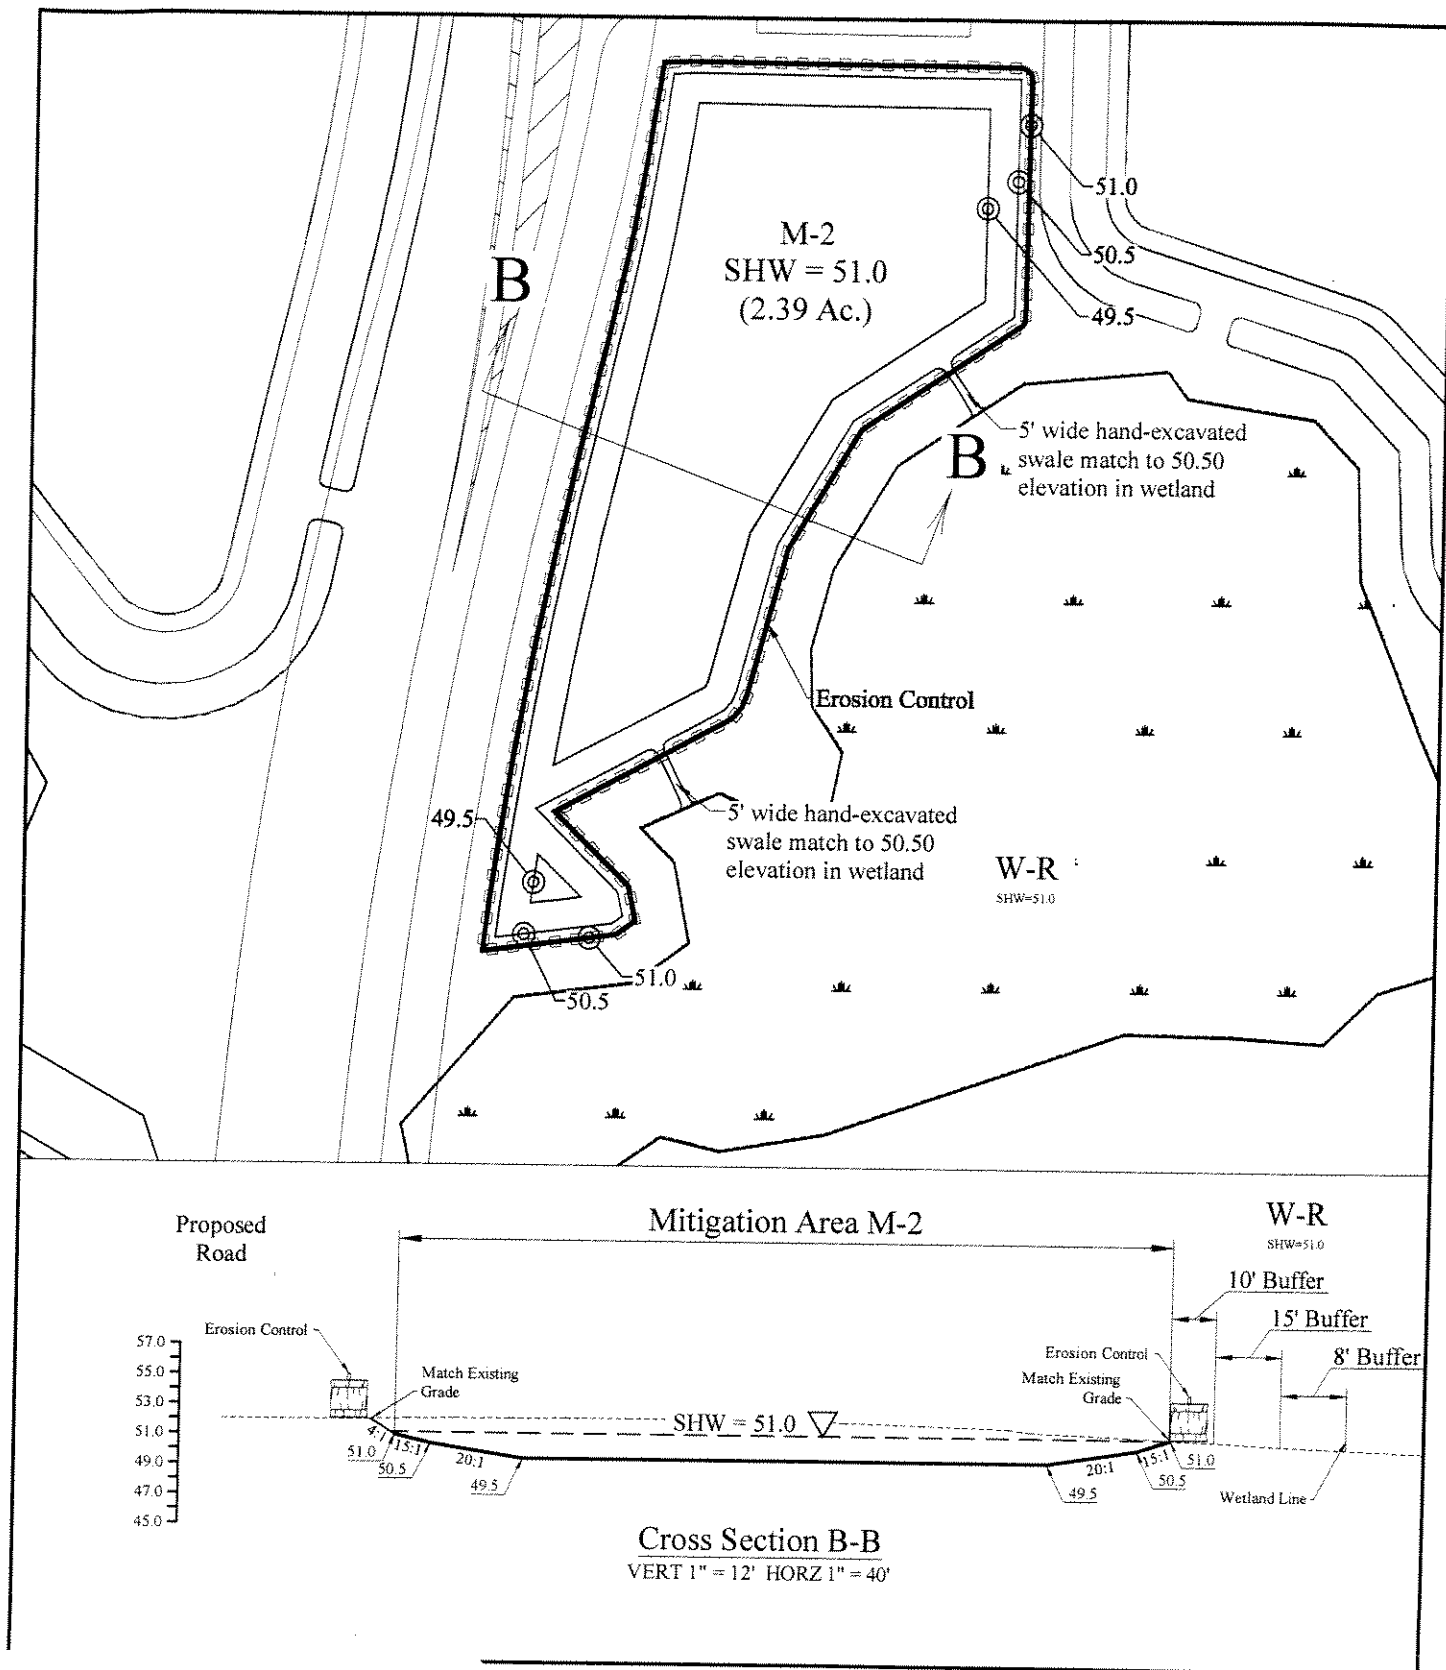 51.0
50.5
49.5
M-2
SHW = 51.0
(2.39 Ac.)
B
B
5' wide hand-excavated
swale match to 50.50
elevation in wetland
Erosion Control
49.5
5' wide hand-excavated
swale match to 50.50
elevation in wetland
W-R
SHW=51.0
51.0
50.5
Proposed
Road
Mitigation Area M-2
W-R
SHW=51.0
10' Buffer
15' Buffer
8' Buffer
Erosion Control
Match Existing
Grade
Erosion Control
Match Existing
Grade
57.0
55.0
53.0
51.0
49.0
47.0
45.0
SHW = 51.0
4:1
15:1
20:1
51.0
50.5
49.5
20:1
15:1
51.0
50.5
49.5
Wetland Line
Cross Section B-B
VERT 1" = 12' HORZ 1" = 40'